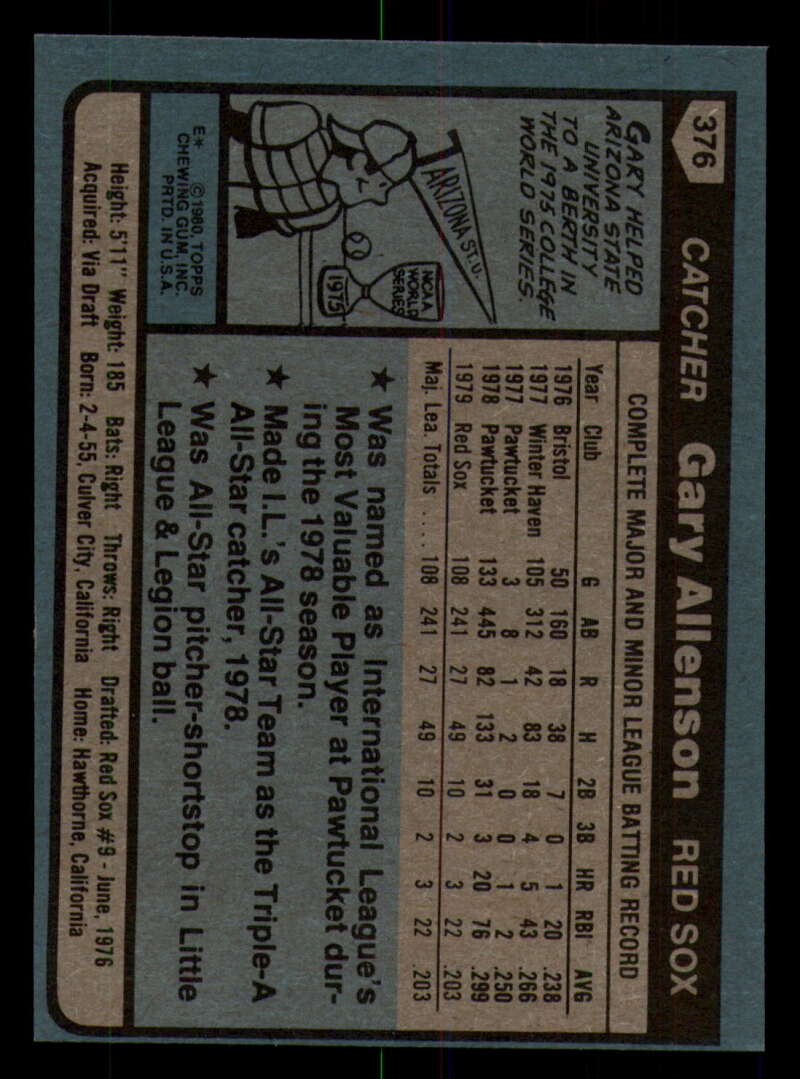 376
CATCHER Gary Allenson RED SOX
GARY HELPED
ARIZONA STATE
UNIVERSITY
TO A BERTH IN
THE 1975 COLLEGE
WORLD SERIES.
ARIZONA ST. U.
NCAA
WORLD
SERIES
1975
E* © 1980, TOPPS
CHEWING GUM, INC.
PRTD. IN U.S.A.
COMPLETE MAJOR AND MINOR LEAGUE BATTING RECORD
Year Club G AB R H 2B 3B HR RBI AVG
1976 Bristol 50 160 18 38 7 0 1 20 .238
1977 Winter Haven 105 312 42 83 18 4 5 43 .266
1977 Pawtucket 3 8 1 2 0 0 1 2 .250
1978 Pawtucket 133 445 82 133 31 3 20 76 .299
1979 Red Sox 108 241 27 49 10 2 3 22 .203
Maj. Lea. Totals .... 108 241 27 49 10 2 3 22 .203
★ Was named as International League's
Most Valuable Player at Pawtucket dur-
ing the 1978 season.
★ Made I.L.'s All-Star Team as the Triple-A
All-Star catcher, 1978.
★ Was All-Star pitcher-shortstop in Little
League & Legion ball.
Height: 5'11" Weight: 185 Bats: Right Throws: Right Drafted: Red Sox #9 - June, 1976
Acquired: Via Draft Born: 2-4-55, Culver City, California Home: Hawthorne, California